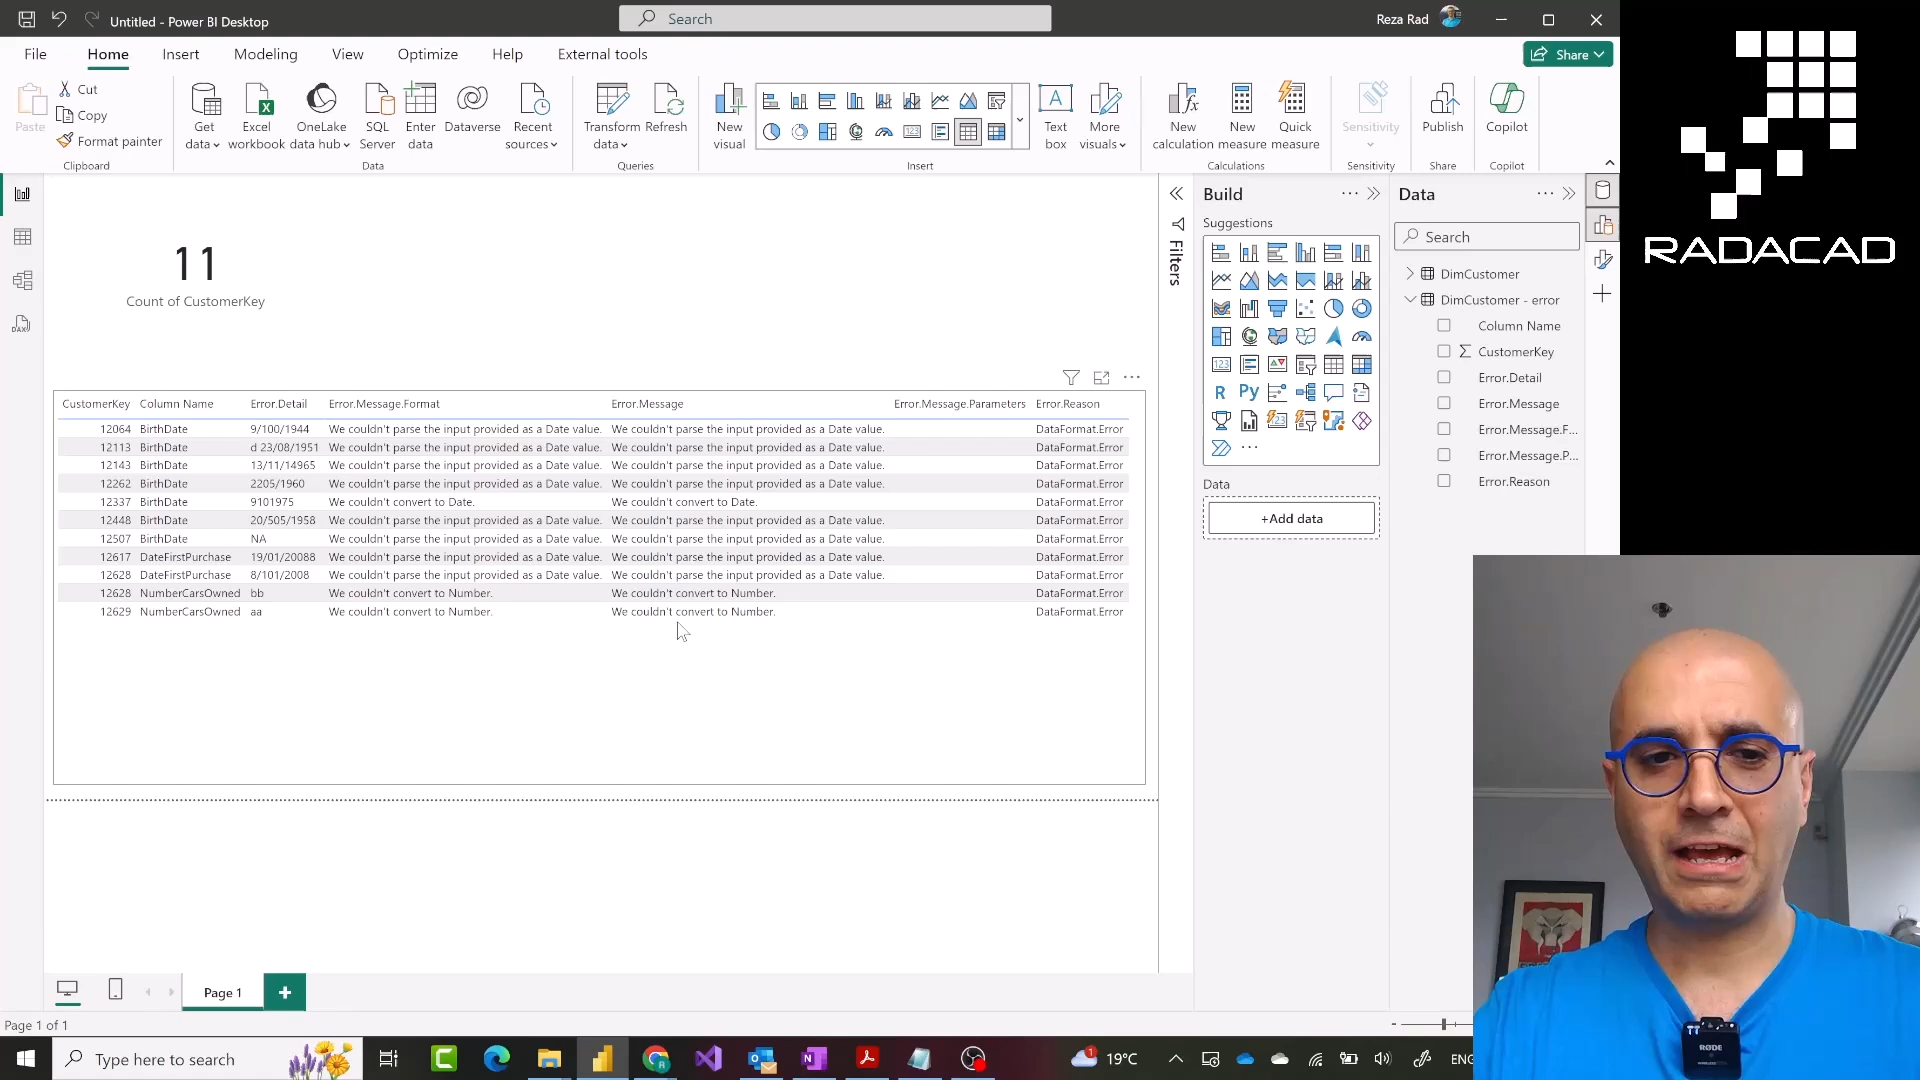 Untitled - Power BI Desktop
Search
Reza Rad
File
Home
Insert
Modeling
View
Optimize
Help
External tools
Share
Paste
Cut
Copy
Format painter
Clipboard
Get data
Excel workbook
OneLake data hub
SQL Server
Enter data
Dataverse
Recent sources
Data
Transform data
Refresh
Queries
New visual
Text box
More visuals
Insert
New calculation
New measure
Quick measure
Calculations
Sensitivity
Sensitivity
Publish
Share
Copilot
Copilot
RADACAD
11
Count of CustomerKey
CustomerKey Column Name Error.Detail Error.Message.Format Error.Message Error.Message.Parameters Error.Reason
12064 BirthDate 9/100/1944 We couldn't parse the input provided as a Date value. We couldn't parse the input provided as a Date value. DataFormat.Error
12113 BirthDate d 23/08/1951 We couldn't parse the input provided as a Date value. We couldn't parse the input provided as a Date value. DataFormat.Error
12143 BirthDate 13/11/14965 We couldn't parse the input provided as a Date value. We couldn't parse the input provided as a Date value. DataFormat.Error
12262 BirthDate 2205/1960 We couldn't parse the input provided as a Date value. We couldn't parse the input provided as a Date value. DataFormat.Error
12337 BirthDate 9101975 We couldn't convert to Date. We couldn't convert to Date. DataFormat.Error
12448 BirthDate 20/505/1958 We couldn't parse the input provided as a Date value. We couldn't parse the input provided as a Date value. DataFormat.Error
12507 BirthDate NA We couldn't parse the input provided as a Date value. We couldn't parse the input provided as a Date value. DataFormat.Error
12617 DateFirstPurchase 19/01/20088 We couldn't parse the input provided as a Date value. We couldn't parse the input provided as a Date value. DataFormat.Error
12628 DateFirstPurchase 8/101/2008 We couldn't parse the input provided as a Date value. We couldn't parse the input provided as a Date value. DataFormat.Error
12628 NumberCarsOwned bb We couldn't convert to Number. We couldn't convert to Number. DataFormat.Error
12629 NumberCarsOwned aa We couldn't convert to Number. We couldn't convert to Number. DataFormat.Error
Filters
Build
Suggestions
R Py
Data
+Add data
Data
Search
DimCustomer
DimCustomer - error
Column Name
CustomerKey
Error.Detail
Error.Message
Error.Message.F...
Error.Message.P...
Error.Reason
DAX
Page 1
Page 1 of 1
Type here to search
19°C
ENG
RØDE